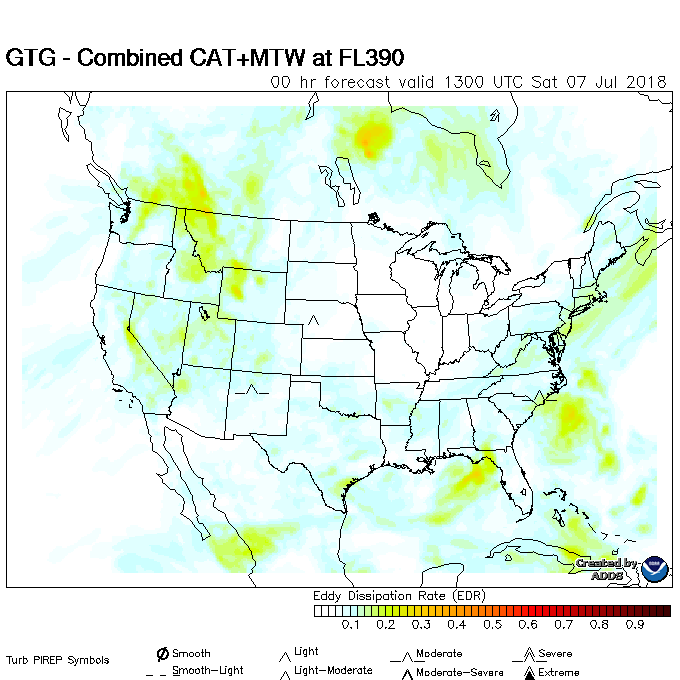 GTG - Combined CAT+MTW at FL390
00 hr forecast valid 1300 UTC Sat 07 Jul 2018
Created by
ADDS
Eddy Dissipation Rate (EDR)
0.1 0.2 0.3 0.4 0.5 0.6 0.7 0.8 0.9
Turb PIREP Symbols
Smooth Light Moderate Severe
Smooth-Light Light-Moderate Moderate-Severe Extreme